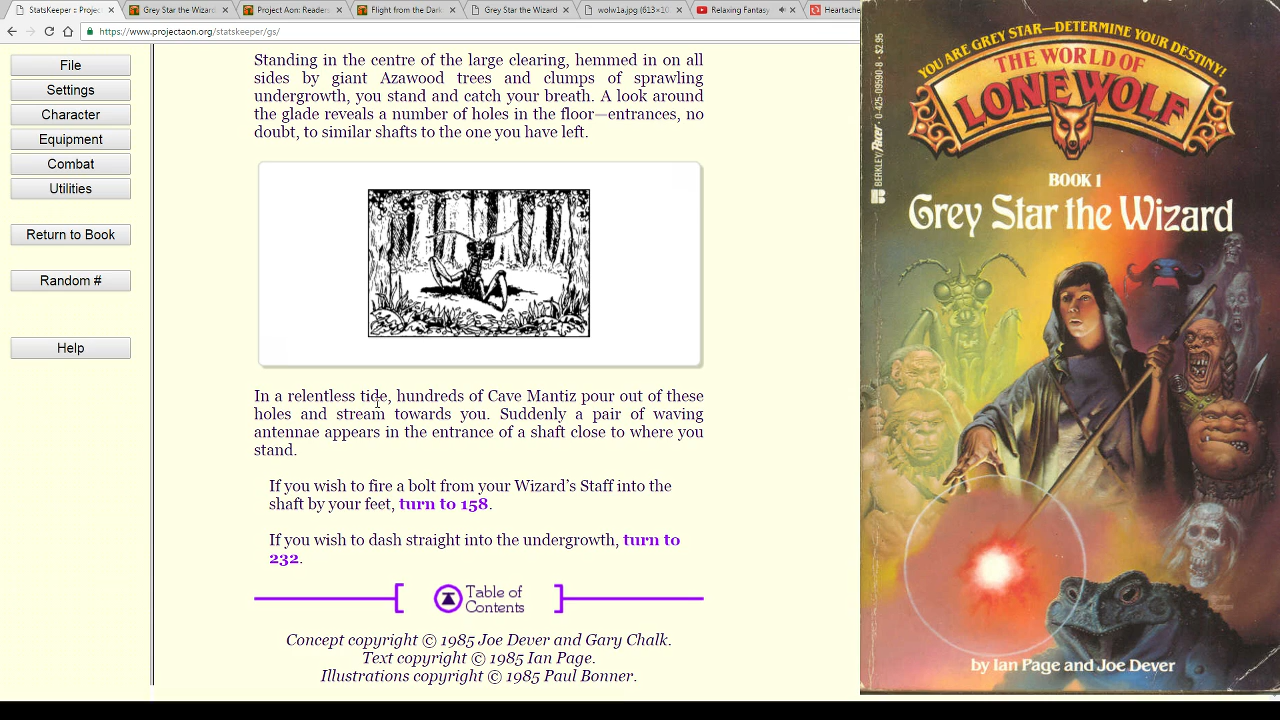 StatsKeeper :: Projec
Grey Star the Wizard
Project Aon: Readers
Flight from the Dark
Grey Star the Wizard
wolw1a.jpg (613×10
Relaxing Fantasy
Heartache
https://www.projectaon.org/statskeeper/gs/
File
Settings
Character
Equipment
Combat
Utilities
Return to Book
Random #
Help
Standing in the centre of the large clearing, hemmed in on all
sides by giant Azawood trees and clumps of sprawling
undergrowth, you stand and catch your breath. A look around
the glade reveals a number of holes in the floor—entrances, no
doubt, to similar shafts to the one you have left.
In a relentless tide, hundreds of Cave Mantiz pour out of these
holes and stream towards you. Suddenly a pair of waving
antennae appears in the entrance of a shaft close to where you
stand.
If you wish to fire a bolt from your Wizard’s Staff into the
shaft by your feet, turn to 158.
If you wish to dash straight into the undergrowth, turn to
232.
Table of
Contents
Concept copyright © 1985 Joe Dever and Gary Chalk.
Text copyright © 1985 Ian Page.
Illustrations copyright © 1985 Paul Bonner.
BERKLEY/Pacer • 0-425-09590-8 • $2.95
YOU ARE GREY STAR—DETERMINE YOUR DESTINY!
THE WORLD OF
LONE WOLF
BOOK 1
Grey Star the Wizard
by Ian Page and Joe Dever